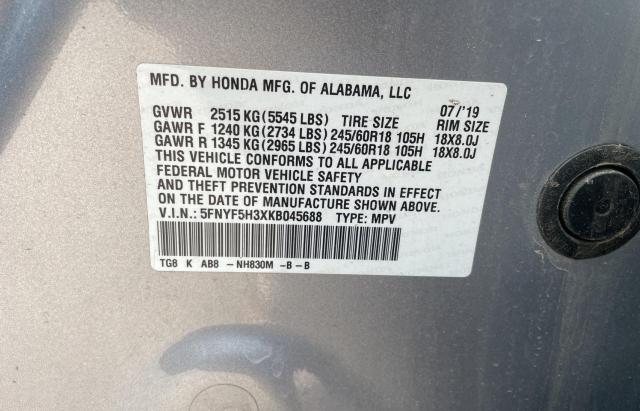 MFD. BY HONDA MFG. OF ALABAMA, LLC 07/'19
GVWR 2515 KG (5545 LBS) TIRE SIZE RIM SIZE
GAWR F 1240 KG (2734 LBS) 245/60R18 105H 18X8.0J
GAWR R 1345 KG (2965 LBS) 245/60R18 105H 18X8.0J
THIS VEHICLE CONFORMS TO ALL APPLICABLE
FEDERAL MOTOR VEHICLE SAFETY
AND THEFT PREVENTION STANDARDS IN EFFECT
ON THE DATE OF MANUFACTURE SHOWN ABOVE.
V.I.N.: 5FNYF5H3XKB045688 TYPE: MPV
TG8 K AB8 -NH830M -B-B